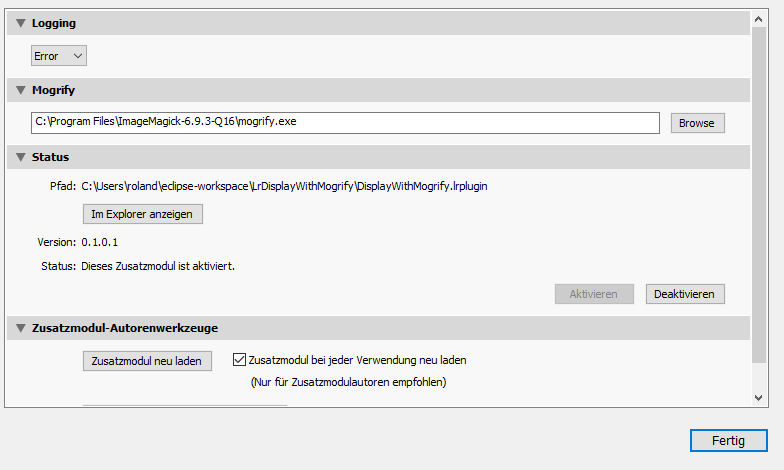 Logging
Error
Mogrify
C:\Program Files\ImageMagick-6.9.3-Q16\mogrify.exe
Browse
Status
Pfad: C:\Users\roland\eclipse-workspace\LrDisplayWithMogrify\DisplayWithMogrify.lrplugin
Im Explorer anzeigen
Version: 0.1.0.1
Status: Dieses Zusatzmodul ist aktiviert.
Aktivieren
Deaktivieren
Zusatzmodul-Autorenwerkzeuge
Zusatzmodul neu laden
Zusatzmodul bei jeder Verwendung neu laden
(Nur für Zusatzmodulautoren empfohlen)
Fertig